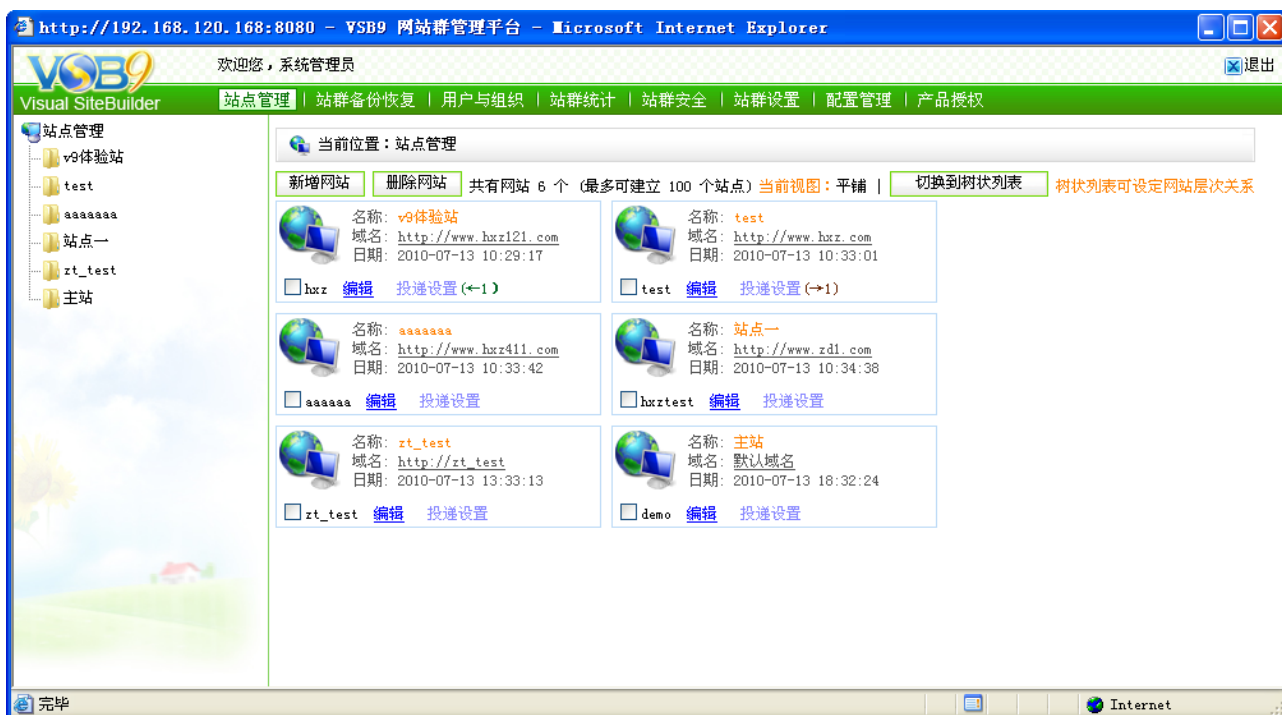 http://192.168.120.168:8080 - VSB9 网站群管理平台 - Microsoft Internet Explorer
VSB9
Visual SiteBuilder
欢迎您，系统管理员
退出
站点管理 | 站群备份恢复 | 用户与组织 | 站群统计 | 站群安全 | 站群设置 | 配置管理 | 产品授权
站点管理
v9体验站
test
aaaaaaa
站点一
zt_test
主站
当前位置：站点管理
新增网站 删除网站 共有网站 6 个 (最多可建立 100 个站点) 当前视图：平铺 | 切换到树状列表 树状列表可设定网站层次关系
名称: v9体验站
域名: http://www.hxz121.com
日期: 2010-07-13 10:29:17
hxz 编辑 投递设置(←1)
名称: test
域名: http://www.hxz.com
日期: 2010-07-13 10:33:01
test 编辑 投递设置(→1)
名称: aaaaaaa
域名: http://www.hxz411.com
日期: 2010-07-13 10:33:42
aaaaaa 编辑 投递设置
名称: 站点一
域名: http://www.zd1.com
日期: 2010-07-13 10:34:38
hxztest 编辑 投递设置
名称: zt_test
域名: http://zt_test
日期: 2010-07-13 13:33:13
zt_test 编辑 投递设置
名称: 主站
域名: 默认域名
日期: 2010-07-13 18:32:24
demo 编辑 投递设置
完毕
Internet